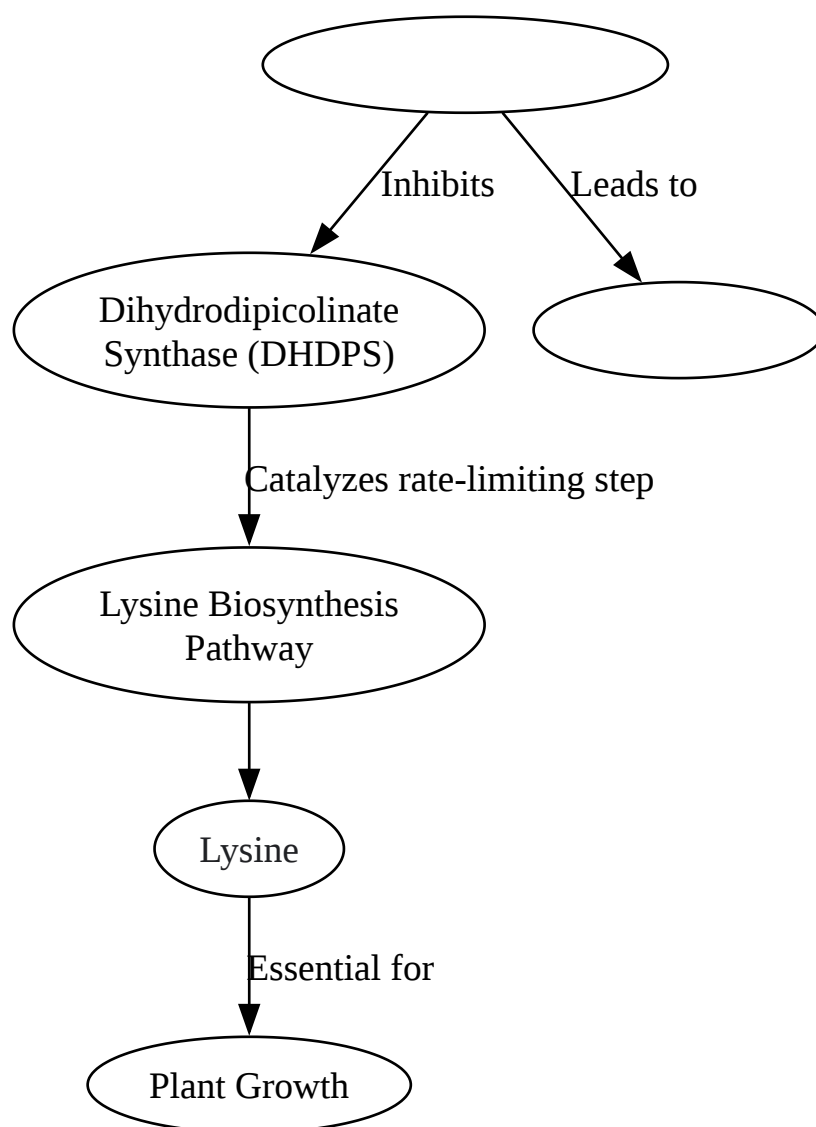 Inhibits
Leads to
Dihydrodipicolinate
Synthase (DHDPS)
Catalyzes rate-limiting step
Lysine Biosynthesis
Pathway
Lysine
Essential for
Plant Growth